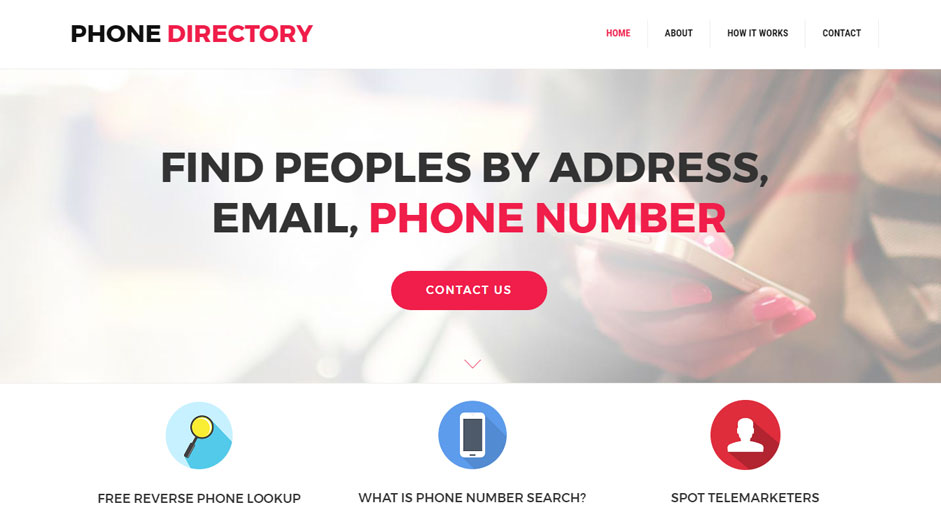 PHONE DIRECTORY
HOME
ABOUT
HOW IT WORKS
CONTACT
FIND PEOPLES BY ADDRESS,
EMAIL, PHONE NUMBER
CONTACT US
FREE REVERSE PHONE LOOKUP
WHAT IS PHONE NUMBER SEARCH?
SPOT TELEMARKETERS